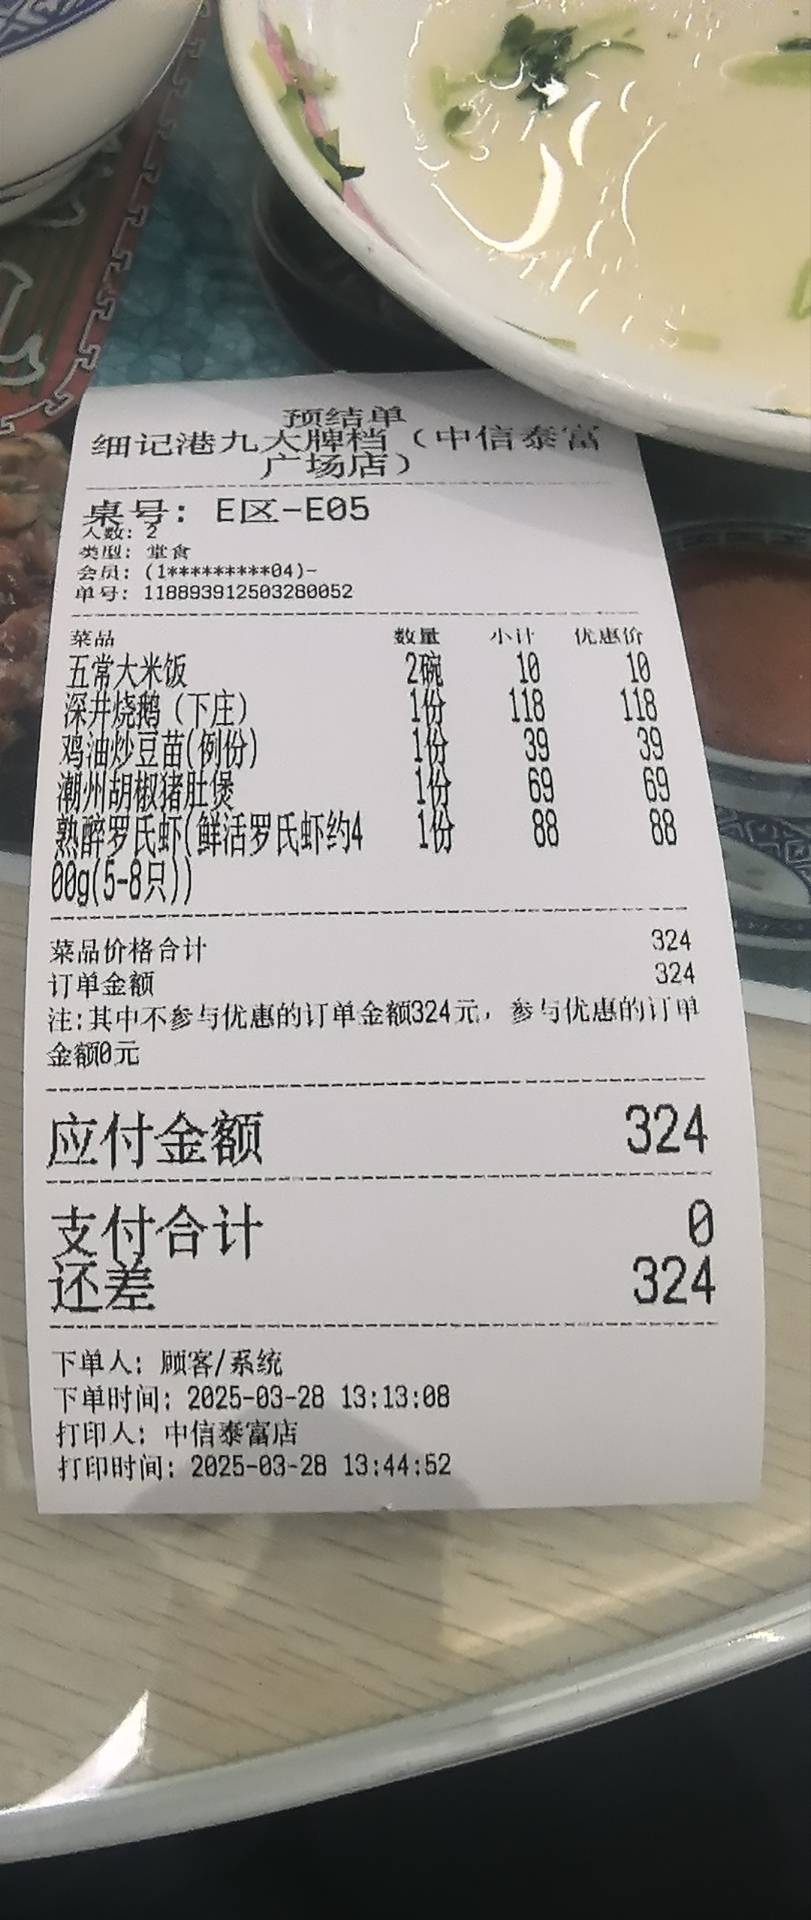 预结单
细记港九大牌档（中信泰富
广场店）
桌号: E区-E05
人数: 2
类型: 堂食
会员: (1*********04)-
单号: 118893912503280052
菜品 数量 小计 优惠价
五常大米饭 2碗 10 10
深井烧鹅（下庄） 1份 118 118
鸡油炒豆苗(例份) 1份 39 39
潮州胡椒猪肚煲 1份 69 69
熟醉罗氏虾(鲜活罗氏虾约4 1份 88 88
00g(5-8只))
菜品价格合计 324
订单金额 324
注:其中不参与优惠的订单金额324元，参与优惠的订单
金额0元
应付金额 324
支付合计 0
还差 324
下单人: 顾客/系统
下单时间: 2025-03-28 13:13:08
打印人: 中信泰富店
打印时间: 2025-03-28 13:44:52